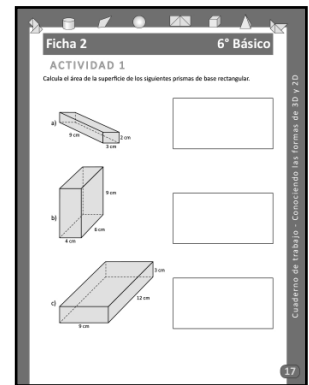 Ficha 2 6° Básico
ACTIVIDAD 1
Calcula el área de la superficie de los siguientes prismas de base rectangular.
a)
9 cm
2 cm
3 cm
b)
9 cm
4 cm
4 cm
c)
3 cm
12 cm
9 cm
Cuaderno de trabajo - Conociendo las formas de 3D y 2D
17